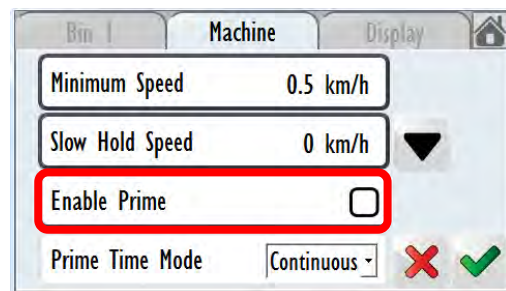 Bin 1 Machine Display
Minimum Speed 0.5 km/h
Slow Hold Speed 0 km/h
Enable Prime
Prime Time Mode Continuous